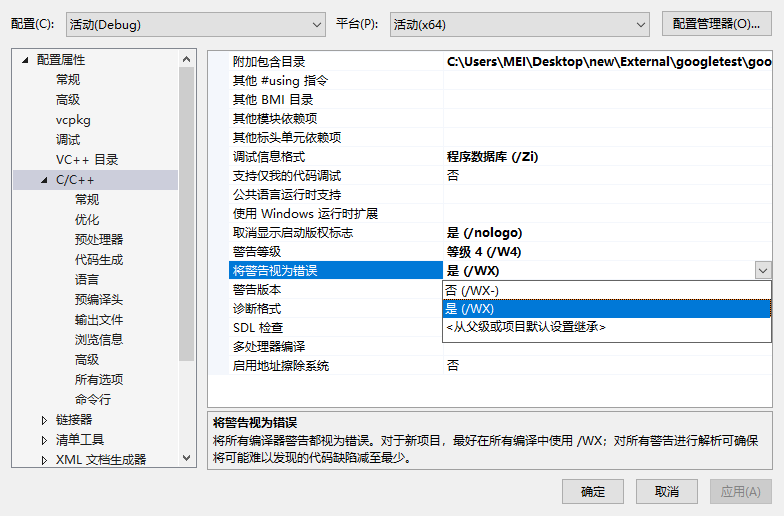 配置(C): 活动(Debug) 平台(P): 活动(x64) 配置管理器(O)...
配置属性
常规
高级
vcpkg
调试
VC++ 目录
C/C++
常规
优化
预处理器
代码生成
语言
预编译头
输出文件
浏览信息
高级
所有选项
命令行
链接器
清单工具
XML 文档生成器
附加包含目录 C:\Users\MEI\Desktop\new\External\googletest\goo
其他 #using 指令
其他 BMI 目录
其他模块依赖项
其他标头单元依赖项
调试信息格式 程序数据库 (/Zi)
支持仅我的代码调试 否
公共语言运行时支持
使用 Windows 运行时扩展
取消显示启动版权标志 是 (/nologo)
警告等级 等级 4 (/W4)
将警告视为错误 是 (/WX)
警告版本 否 (/WX-)
诊断格式 是 (/WX)
SDL 检查 <从父级或项目默认设置继承>
多处理器编译
启用地址擦除系统 否
将警告视为错误
将所有编译器警告都视为错误。对于新项目，最好在所有编译中使用 /WX；对所有警告进行解析可确保
将可能难以发现的代码缺陷减至最少。
确定 取消 应用(A)